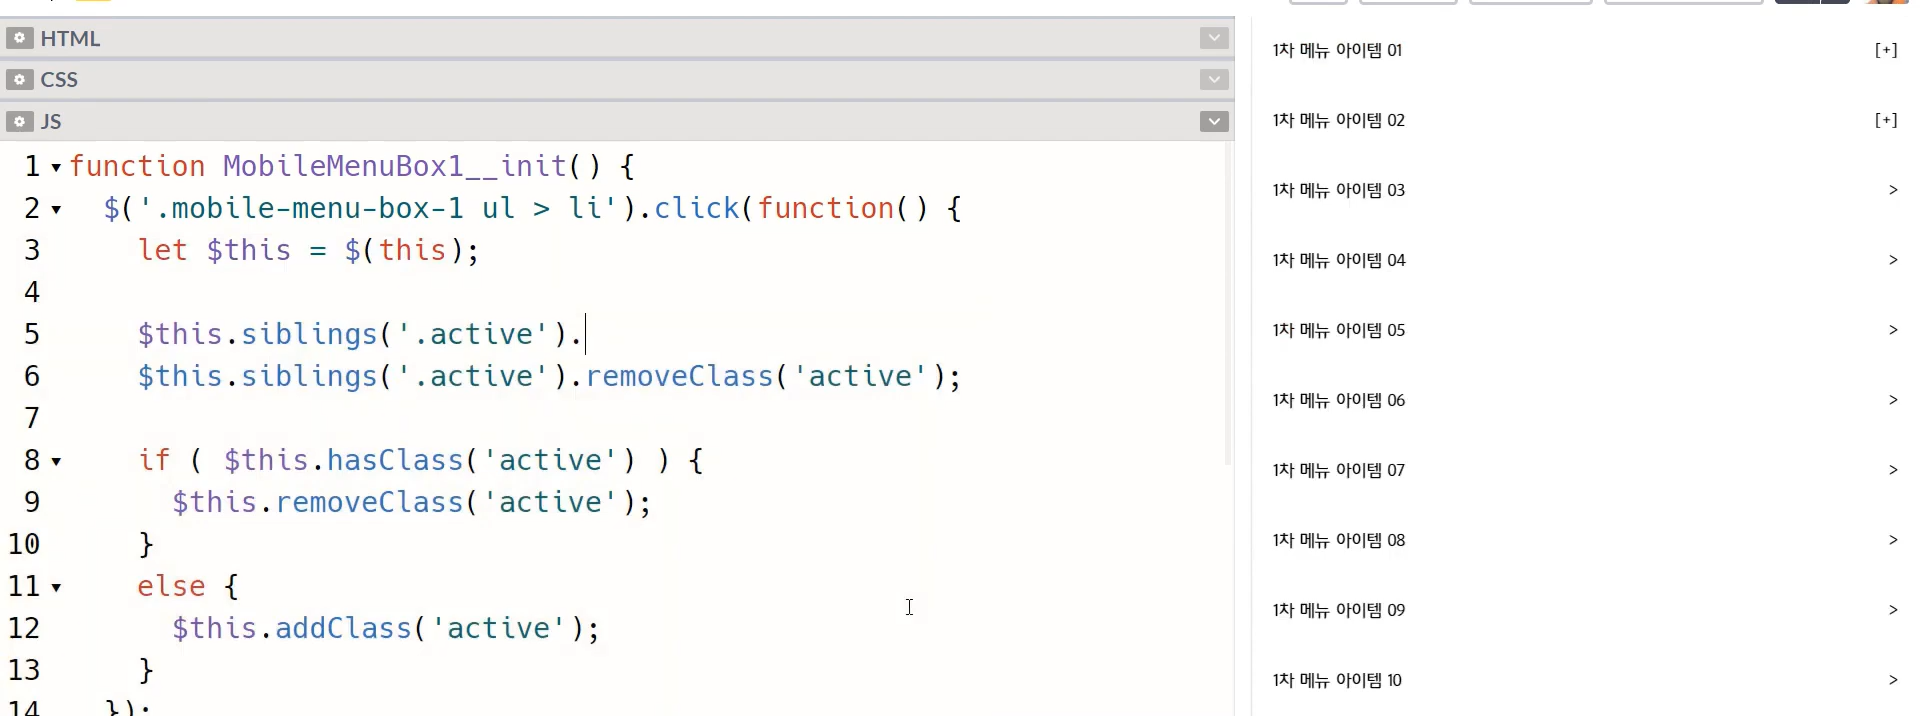 HTML
CSS
JS
1 function MobileMenuBox1__init() {
2 $('.mobile-menu-box-1 ul > li').click(function() {
3 let $this = $(this);
4
5 $this.siblings('.active').
6 $this.siblings('.active').removeClass('active');
7
8 if ( $this.hasClass('active') ) {
9 $this.removeClass('active');
10 }
11 else {
12 $this.addClass('active');
13 }
14 });
1차 메뉴 아이템 01 [+]
1차 메뉴 아이템 02 [+]
1차 메뉴 아이템 03 >
1차 메뉴 아이템 04 >
1차 메뉴 아이템 05 >
1차 메뉴 아이템 06 >
1차 메뉴 아이템 07 >
1차 메뉴 아이템 08 >
1차 메뉴 아이템 09 >
1차 메뉴 아이템 10 >